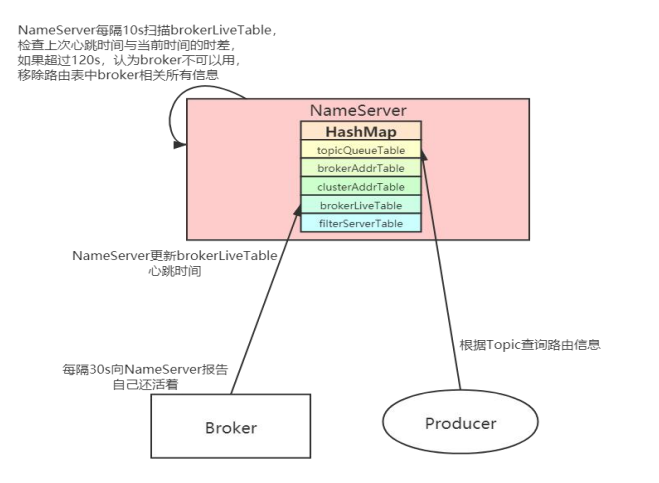 NameServer每隔10s扫描brokerLiveTable，
检查上次心跳时间与当前时间的时差，
如果超过120s，认为broker不可以用，
移除路由表中broker相关所有信息
NameServer
HashMap
topicQueueTable
brokerAddrTable
clusterAddrTable
brokerLiveTable
filterServerTable
NameServer更新brokerLiveTable
心跳时间
根据Topic查询路由信息
每隔30s向NameServer报告
自己还活着
Broker
Producer